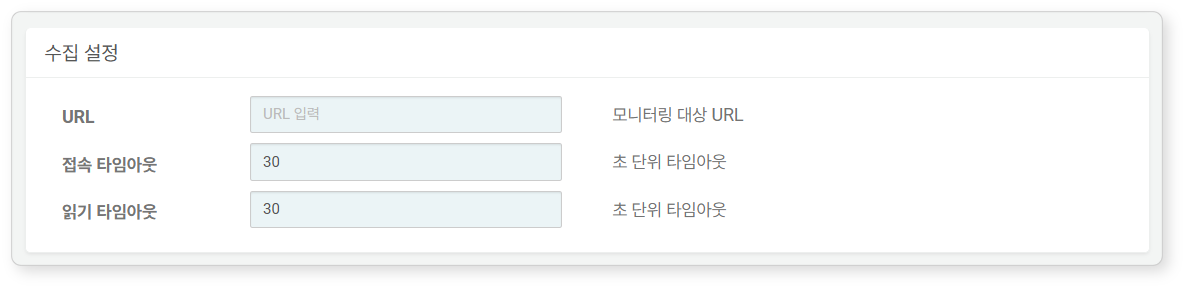 수집 설정
URL URL 입력 모니터링 대상 URL
접속 타임아웃 30 초 단위 타임아웃
읽기 타임아웃 30 초 단위 타임아웃